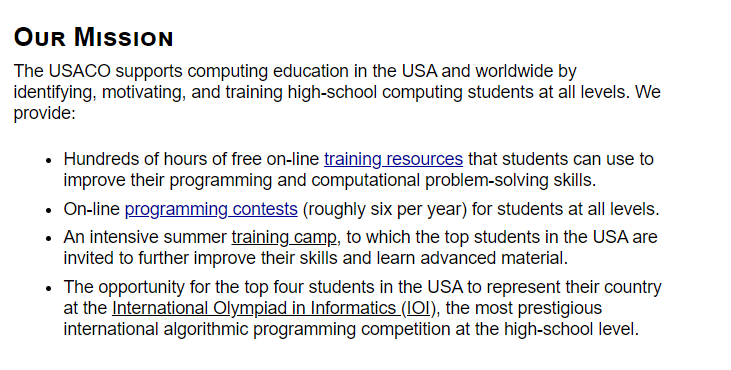 Our Mission
The USACO supports computing education in the USA and worldwide by
identifying, motivating, and training high-school computing students at all levels. We
provide:
• Hundreds of hours of free on-line training resources that students can use to
improve their programming and computational problem-solving skills.
• On-line programming contests (roughly six per year) for students at all levels.
• An intensive summer training camp, to which the top students in the USA are
invited to further improve their skills and learn advanced material.
• The opportunity for the top four students in the USA to represent their country
at the International Olympiad in Informatics (IOI), the most prestigious
international algorithmic programming competition at the high-school level.